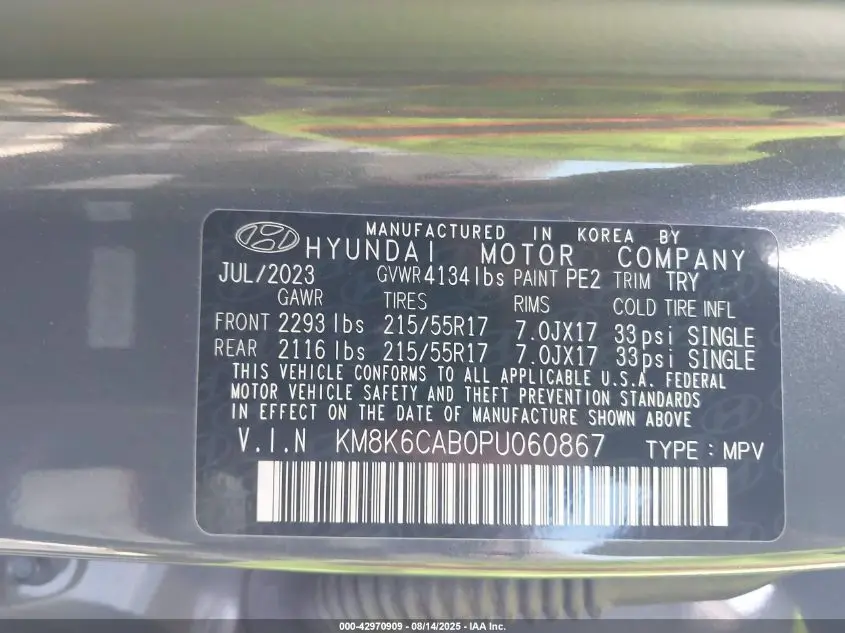 MANUFACTURED IN KOREA BY
HYUNDAI MOTOR COMPANY
JUL/2023 GVWR 4134lbs PAINT PE2 TRIM TRY
GAWR TIRES RIMS COLD TIRE INFL
FRONT 2293 lbs 215/55R17 7.0JX17 33psi SINGLE
REAR 2116 lbs 215/55R17 7.0JX17 33psi SINGLE
THIS VEHICLE CONFORMS TO ALL APPLICABLE U.S.A. FEDERAL
MOTOR VEHICLE SAFETY AND THEFT PREVENTION STANDARDS
IN EFFECT ON THE DATE OF MANUFACTURE SHOWN ABOVE
V.I.N KM8K6CAB0PU060867 TYPE : MPV
000-42970909 - 08/14/2025 - IAA Inc.